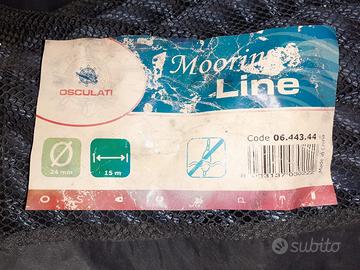 OSCULATI
Mooring
Line
Code 06.443.44
24 mm
15 m
subito